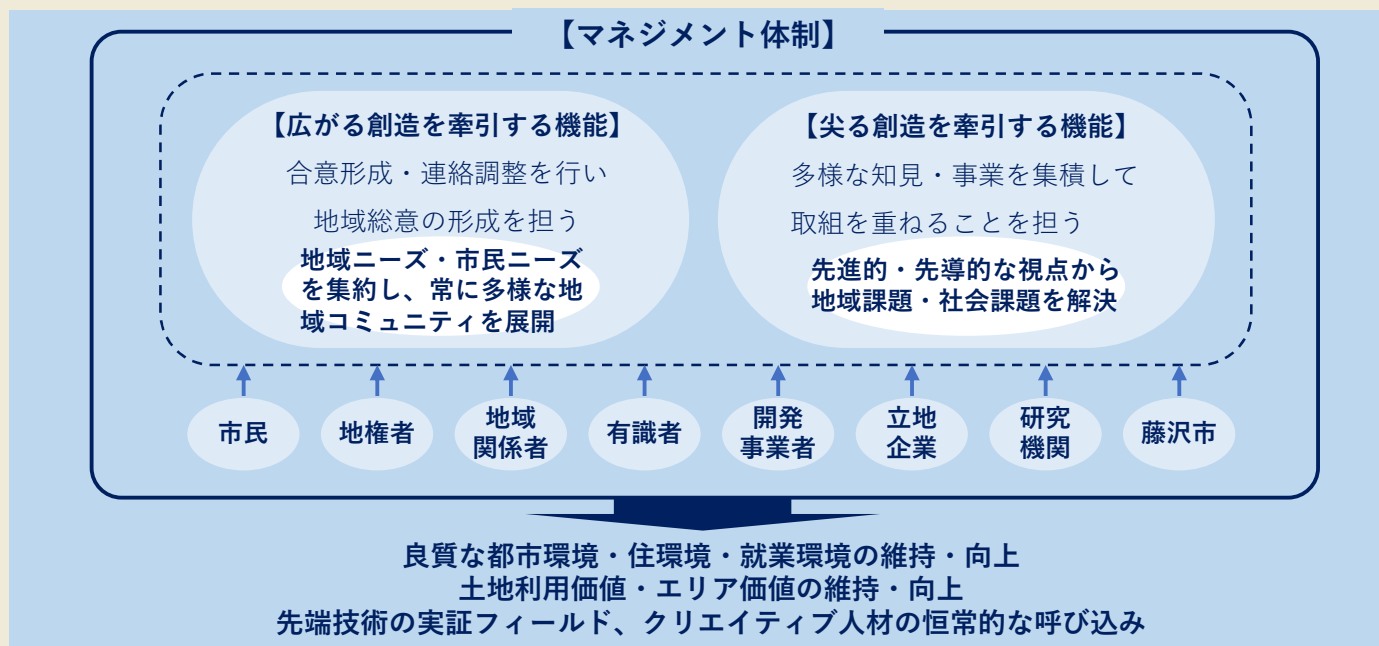 【マネジメント体制】
【広がる創造を牽引する機能】
合意形成・連絡調整を行い
地域総意の形成を担う
地域ニーズ・市民ニーズ
を集約し、常に多様な地
域コミュニティを展開
【尖る創造を牽引する機能】
多様な知見・事業を集積して
取組を重ねることを担う
先進的・先導的な視点から
地域課題・社会課題を解決
市民
地権者
地域
関係者
有識者
開発
事業者
立地
企業
研究
機関
藤沢市
良質な都市環境・住環境・就業環境の維持・向上
土地利用価値・エリア価値の維持・向上
先端技術の実証フィールド、クリエイティブ人材の恒常的な呼び込み